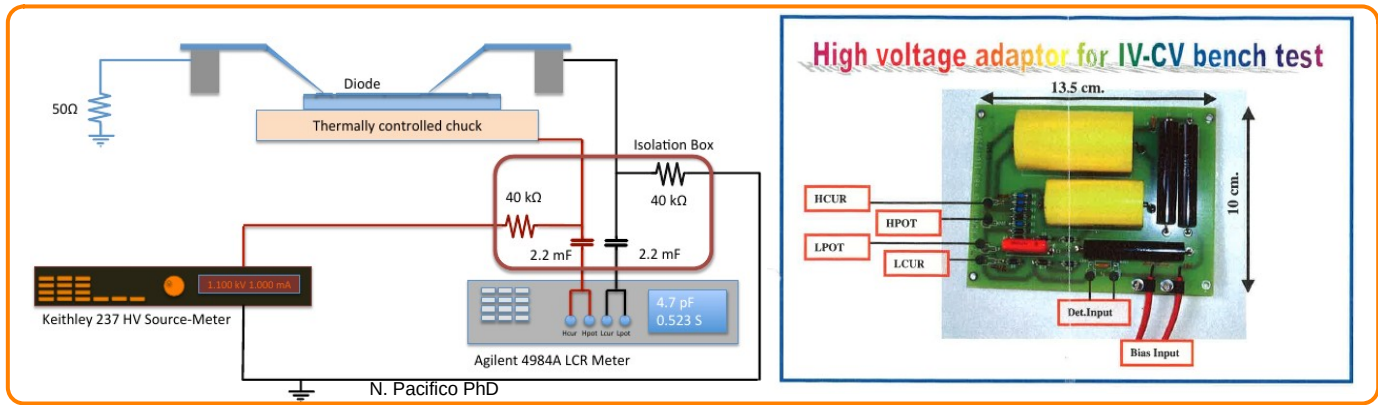 50Ω
Diode
Thermally controlled chuck
Isolation Box
40 kΩ
40 kΩ
2.2 mF
2.2 mF
1.100 kV 1.000 mA
Keithley 237 HV Source-Meter
4.7 pF
0.523 S
Hcur Hpot Lcur Lpot
Agilent 4984A LCR Meter
N. Pacifico PhD
High voltage adaptor for IV-CV bench test
13.5 cm.
10 cm.
HCUR
HPOT
LPOT
LCUR
Det.Input
Bias Input